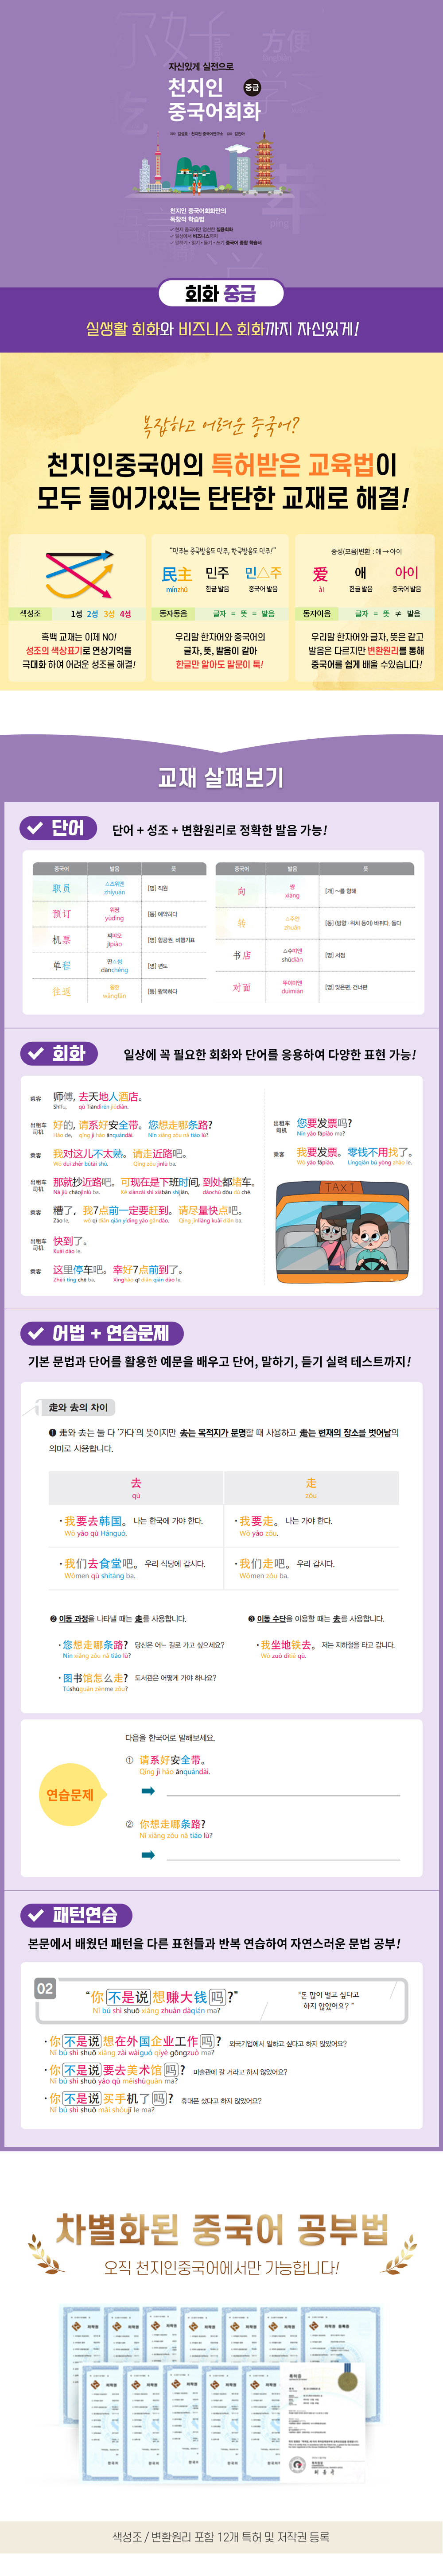 자신있게 실전으로
천지인 중급
중국어회화
천지인 중국어회화만의
독창적 학습법
회화 중급
실생활 회화와 비즈니스 회화까지 자신있게!
복잡하고 어려운 중국어?
천지인중국어의 특허받은 교육법이
모두 들어가있는 탄탄한 교재로 해결!
색성조 1성 2성 3성 4성
흑백 교재는 이제 NO!
성조의 색상표기로 연상기억을
극대화 하여 어려운 성조를 해결!
"민주는 중국발음도 민주, 한국발음도 민주!"
民主 민주 민△주
mínzhǔ 한글 발음 중국어 발음
동자동음 글자 = 뜻 = 발음
우리말 한자어와 중국어의
글자, 뜻, 발음이 같아
한글만 알아도 말문이 툭!
중성(모음)변환 : 애 → 아이
爱 애 아이
ài 한글 발음 중국어 발음
동자이음 글자 = 뜻 ≠ 발음
우리말 한자어와 글자, 뜻은 같고
발음은 다르지만 변환원리를 통해
중국어를 쉽게 배울 수있습니다!
교재 살펴보기
단어
단어 + 성조 + 변환원리로 정확한 발음 가능!
중국어 발음 뜻
职员 zhíyuán [명] 직원
预订 위띵 yùdìng [동] 예약하다
机票 찌퍄오 jīpiào [명] 항공권, 비행기표
单程 딴△청 dānchéng [명] 편도
往返 왕판 wǎngfǎn [동] 왕복하다
중국어 발음 뜻
向 썅 xiàng [개] ~를 향해
转 △주안 zhuǎn [동] (방향·위치 등이) 바뀌다, 돌다
书店 △수띠앤 shūdiàn [명] 서점
对面 뚜이미앤 duìmiàn [명] 맞은편, 건너편
회화
일상에 꼭 필요한 회화와 단어를 응용하여 다양한 표현 가능!
乘客 师傅, 去天地人酒店。
Shīfu, qù Tiāndìrén jiǔdiàn.
出租车司机 好的, 请系好安全带。您想走哪条路?
Hǎo de, qǐng jì hǎo ānquándài. Nín xiǎng zǒu nǎ tiáo lù?
乘客 我对这儿不太熟。请走近路吧。
Wǒ duì zhèr bútài shú. Qǐng zǒu jìnlù ba.
出租车司机 那就抄近路吧。可现在是下班时间, 到处都堵车。
Nà jiù chāojìnlù ba. Kě xiànzài shì xiàbān shíjiān, dàochù dōu dǔ chē.
乘客 糟了, 我7点前一定要赶到。请尽量快点吧。
Zāo le, wǒ qī diǎn qián yídìng yào gǎndào. Qǐng jǐnliàng kuài diǎn ba.
出租车司机 快到了。
Kuài dào le.
乘客 这里停车吧。幸好7点前到了。
Zhèli tíng chē ba. Xìnghǎo qī diǎn qián dào le.
出租车司机 您要发票吗?
Nín yào fāpiào ma?
乘客 我要发票。零钱不用找了。
Wǒ yào fāpiào. Língqián bú yòng zhǎo le.
TAXI
어법 + 연습문제
기본 문법과 단어를 활용한 예문을 배우고 단어, 말하기, 듣기 실력 테스트까지!
走와 去의 차이
❶ 走와 去는 둘 다 '가다'의 뜻이지만 去는 목적지가 분명할 때 사용하고 走는 현재의 장소를 벗어남의
의미로 사용합니다.
去 走
qù zǒu
· 我要去韩国。 나는 한국에 가야 한다.
Wǒ yào qù Hánguó.
· 我要走。 나는 가야 한다.
Wǒ yào zǒu.
· 我们去食堂吧。 우리 식당에 갑시다.
Wǒmen qù shítáng ba.
· 我们走吧。 우리 갑시다.
Wǒmen zǒu ba.
❷ 이동 과정을 나타낼 때는 走를 사용합니다.
· 您想走哪条路? 당신은 어느 길로 가고 싶으세요?
Nín xiǎng zǒu nǎ tiáo lù?
· 图书馆怎么走? 도서관은 어떻게 가야 하나요?
Túshūguǎn zěnme zǒu?
❸ 이동 수단을 이용할 때는 去를 사용합니다.
· 我坐地铁去。 저는 지하철을 타고 갑니다.
Wǒ zuò dìtiě qù.
연습문제
다음을 한국어로 말해보세요.
① 请系好安全带。
Qǐng jì hǎo ānquándài.
② 你想走哪条路?
Nǐ xiǎng zǒu nǎ tiáo lù?
패턴연습
본문에서 배웠던 패턴을 다른 표현들과 반복 연습하여 자연스러운 문법 공부!
02
"你不是说想赚大钱吗?"
Nǐ bú shì shuō xiǎng zhuàn dàqián ma?
"돈 많이 벌고 싶다고
하지 않았어요? "
· 你不是说想在外国企业工作吗? 외국기업에서 일하고 싶다고 하지 않았어요?
Nǐ bú shì shuō xiǎng zài wàiguó qǐyè gōngzuò ma?
· 你不是说要去美术馆吗? 미술관에 갈 거라고 하지 않았어요?
Nǐ bú shì shuō yào qù měishùguǎn ma?
· 你不是说买手机了吗? 휴대폰 샀다고 하지 않았어요?
Nǐ bú shì shuō mǎi shǒujī le ma?
차별화된 중국어 공부법
오직 천지인중국어에서만 가능합니다!
색성조 / 변환원리 포함 12개 특허 및 저작권 등록